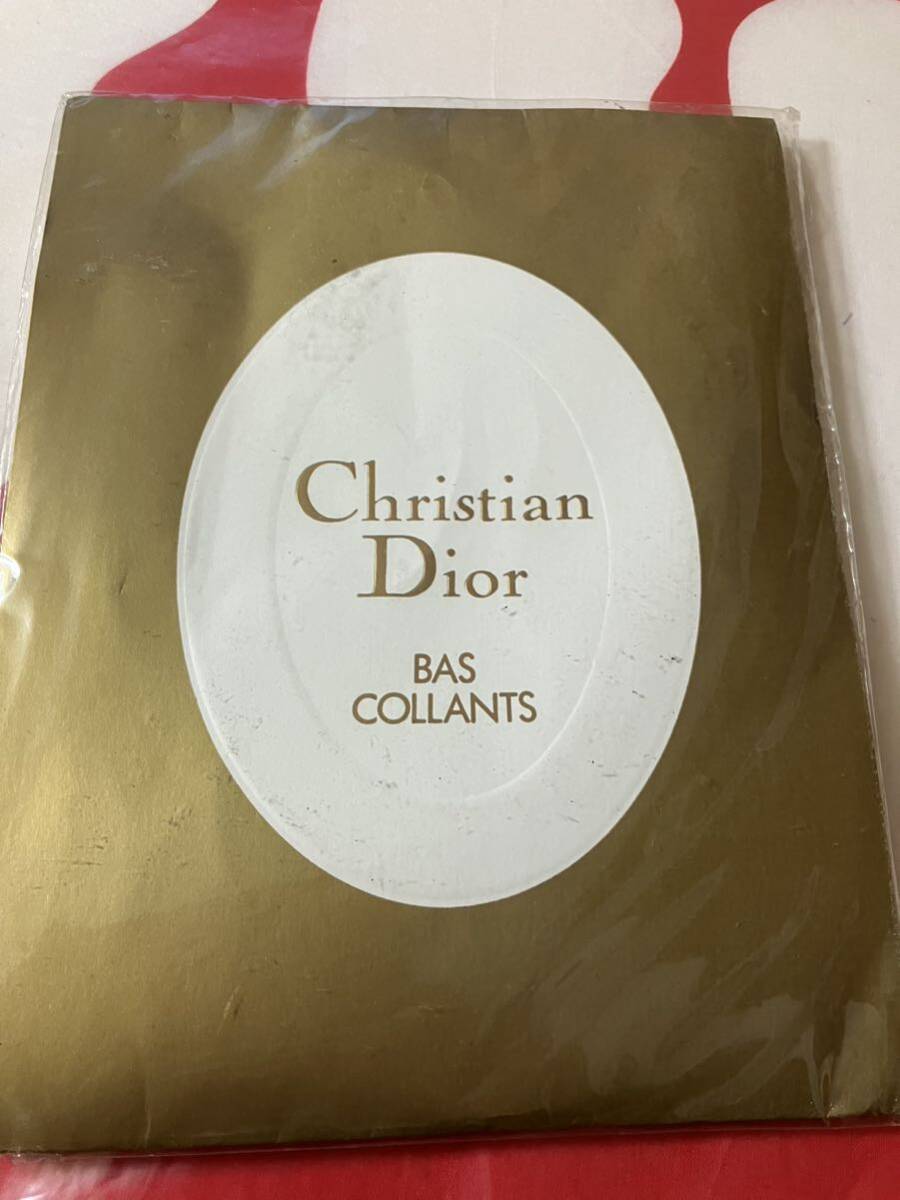 Christian
Dior
BAS
COLLANTS